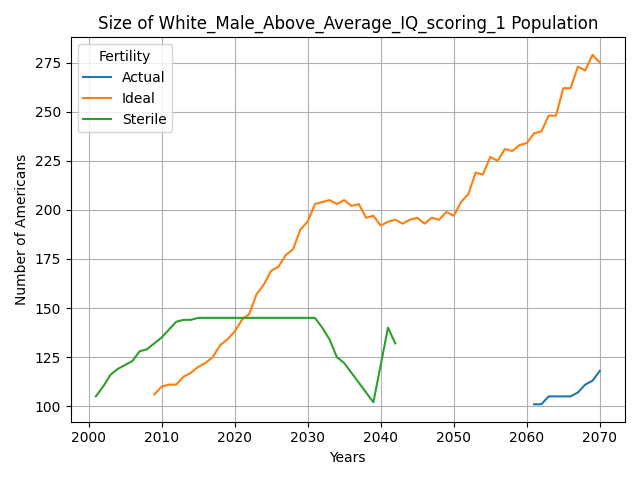 Size of White_Male_Above_Average_IQ_scoring_1 Population
Fertility
Actual
Ideal
Sterile
Number of Americans
275
250
225
200
175
150
125
100
2000 2010 2020 2030 2040 2050 2060 2070
Years